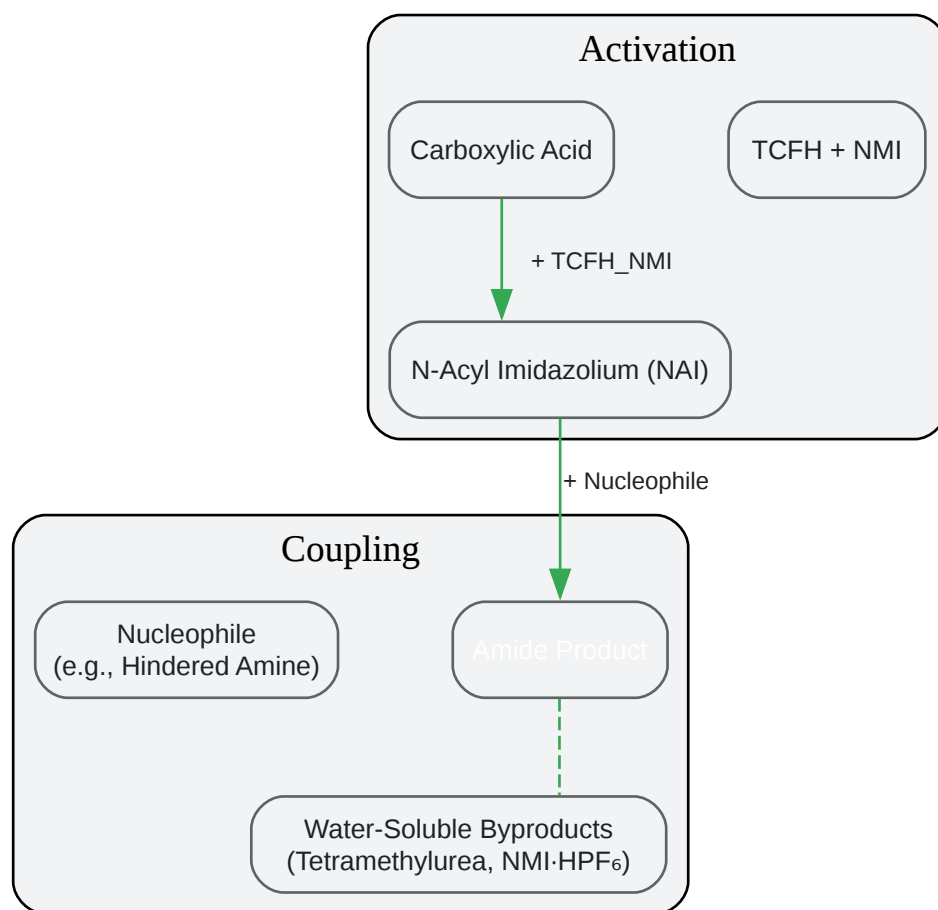 Activation
Carboxylic Acid
TCFH + NMI
+ TCFH_NMI
N-Acyl Imidazolium (NAI)
+ Nucleophile
Coupling
Nucleophile
(e.g., Hindered Amine)
Amide Product
Water-Soluble Byproducts
(Tetramethylurea, NMI·HPF₆)